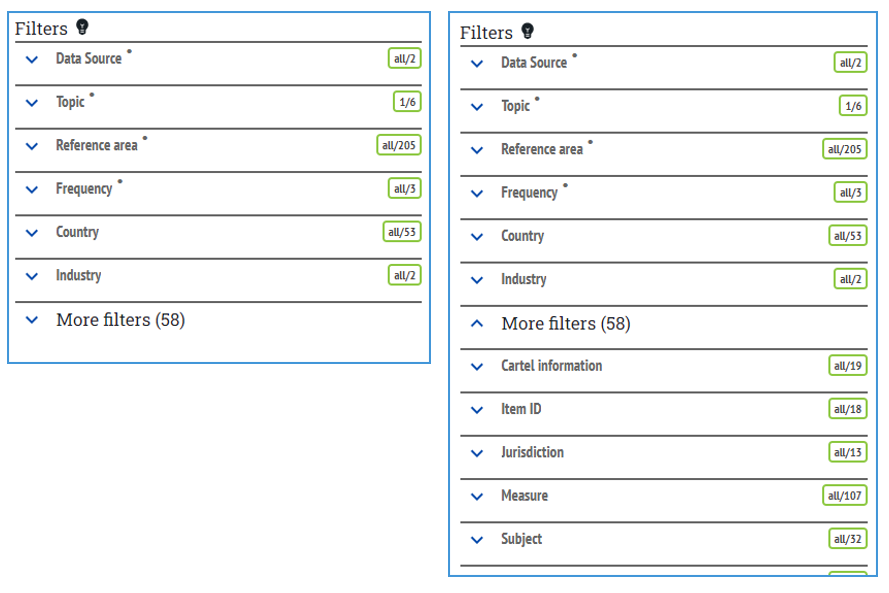 Filters
Data Source •
all/2
Topic •
1/6
Reference area •
all/205
Frequency •
all/3
Country
all/53
Industry
all/2
More filters (58)
Filters
Data Source •
all/2
Topic •
1/6
Reference area •
all/205
Frequency •
all/3
Country
all/53
Industry
all/2
More filters (58)
Cartel information
all/19
Item ID
all/18
Jurisdiction
all/13
Measure
all/107
Subject
all/32